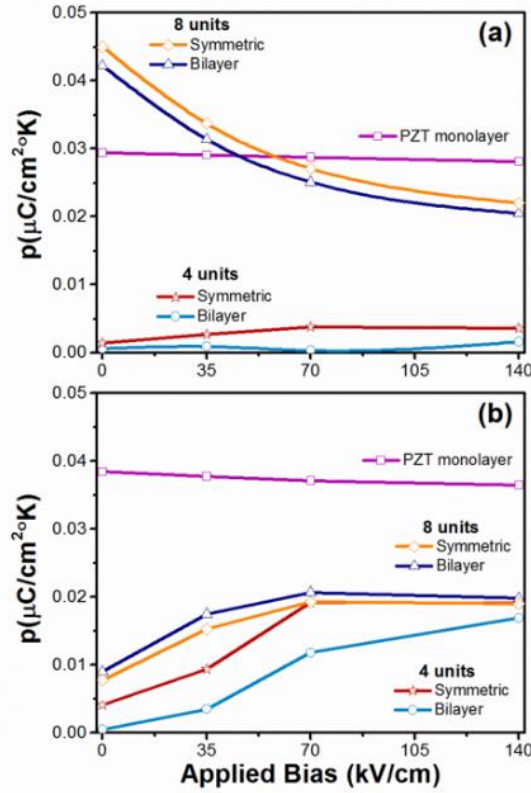 0.05
(a)
8 units
Symmetric
Bilayer
0.04
PZT monolayer
0.03
p(μC/cm²°K)
0.02
4 units
Symmetric
Bilayer
0.01
0.00
0 35 70 105 140
0.05
(b)
0.04
PZT monolayer
0.03
8 units
Symmetric
Bilayer
p(μC/cm²°K)
0.02
4 units
Symmetric
Bilayer
0.01
0.00
0 35 70 105 140
Applied Bias (kV/cm)